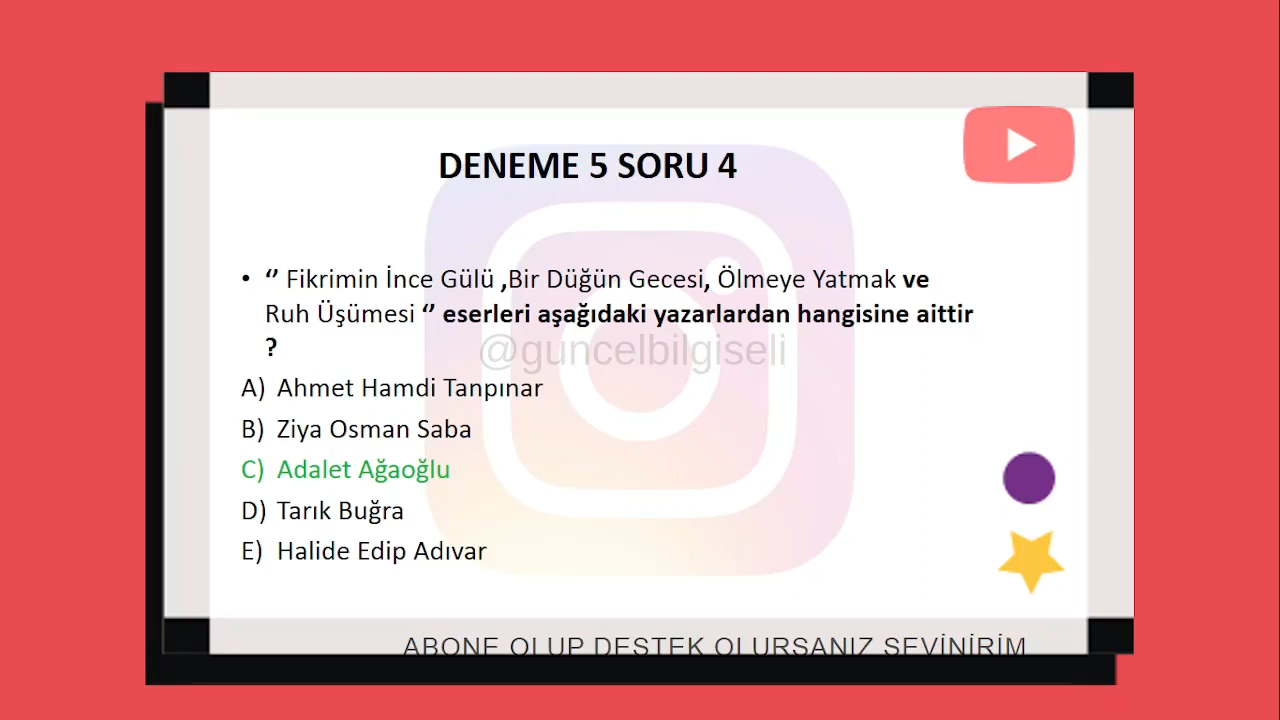 DENEME 5 SORU 4
• ‘’ Fikrimin İnce Gülü ,Bir Düğün Gecesi, Ölmeye Yatmak ve
Ruh Üşümesi ‘’ eserleri aşağıdaki yazarlardan hangisine aittir
?
@guncelbilgiseli
A) Ahmet Hamdi Tanpınar
B) Ziya Osman Saba
C) Adalet Ağaoğlu
D) Tarık Buğra
E) Halide Edip Adıvar
ABONE OLUP DESTEK OLURSANIZ SEVİNİRİM